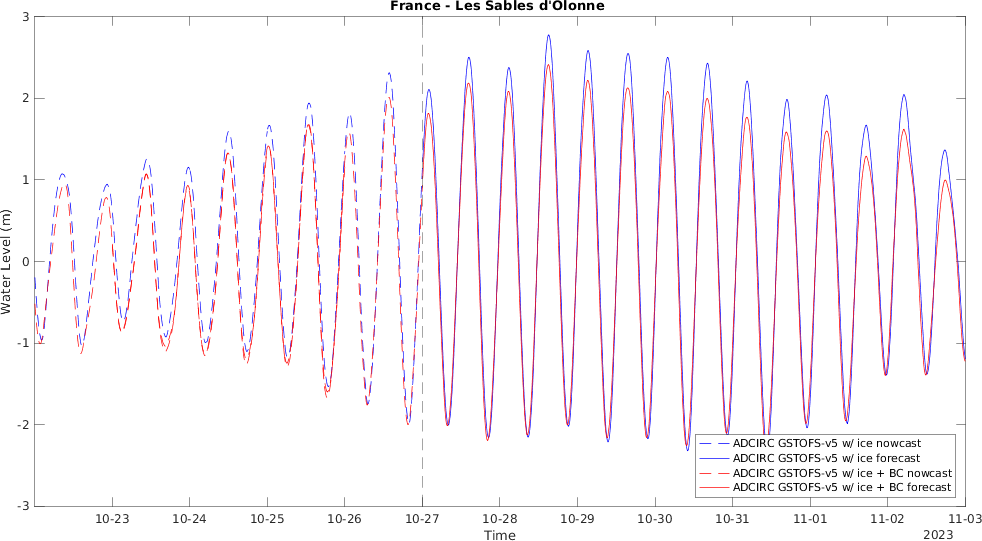 France - Les Sables d'Olonne
3
2
1
0
-1
-2
-3
Water Level (m)
10-23 10-24 10-25 10-26 10-27 10-28 10-29 10-30 10-31 11-01 11-02 11-03
Time
2023
ADCIRC GSTOFS-v5 w/ ice nowcast
ADCIRC GSTOFS-v5 w/ ice forecast
ADCIRC GSTOFS-v5 w/ ice + BC nowcast
ADCIRC GSTOFS-v5 w/ ice + BC forecast